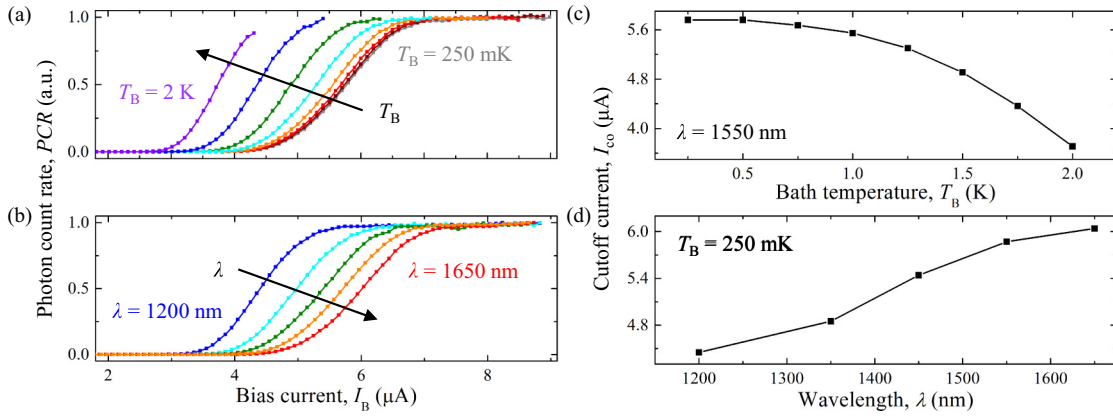 (a)
Photon count rate, PCR (a.u.)
1.0
0.5
0.0
T_B = 2 K
T_B = 250 mK
T_B
(b)
1.0
0.5
0.0
λ
λ = 1200 nm
λ = 1650 nm
2 4 6 8
Bias current, I_B (μA)
(c)
Cutoff current, I_co (μA)
5.6
4.8
4.0
λ = 1550 nm
0.5 1.0 1.5 2.0
Bath temperature, T_B (K)
(d)
6.0
5.4
4.8
T_B = 250 mK
1200 1300 1400 1500 1600
Wavelength, λ (nm)